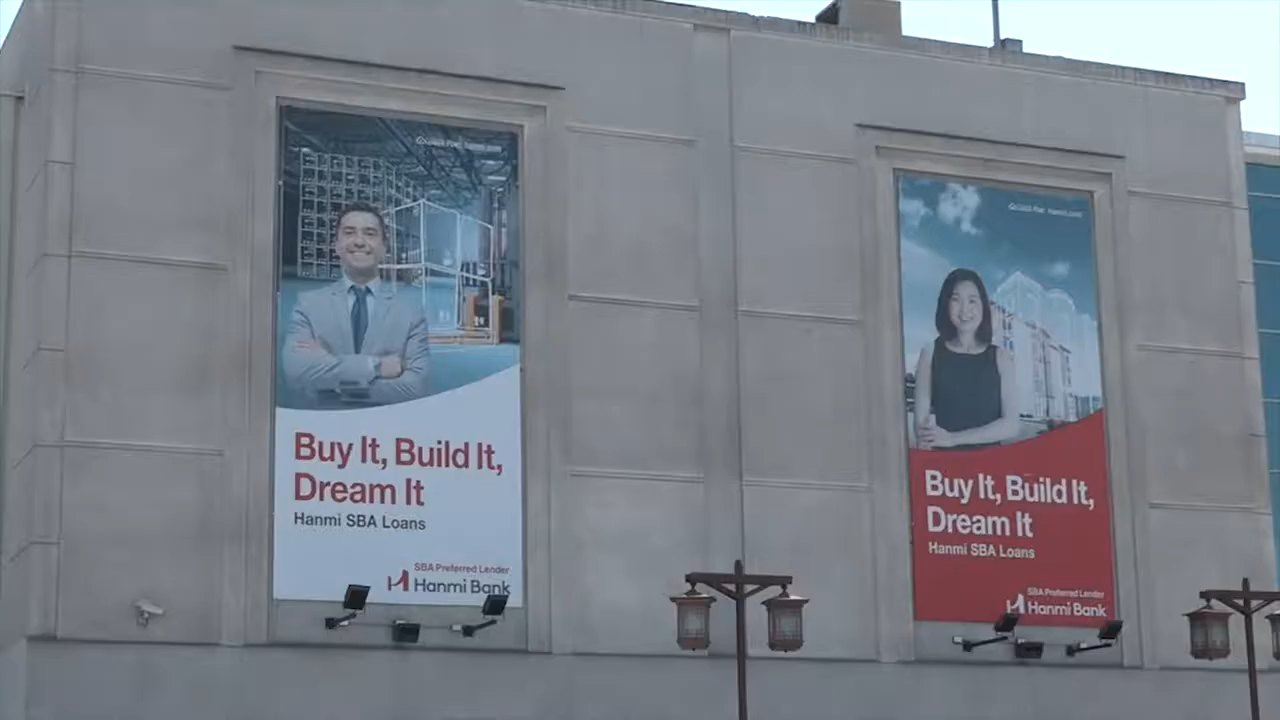 Buy It, Build It,
Dream It
Hanmi SBA Loans
SBA Preferred Lender
Hanmi Bank
Buy It, Build It,
Dream It
Hanmi SBA Loans
SBA Preferred Lender
Hanmi Bank